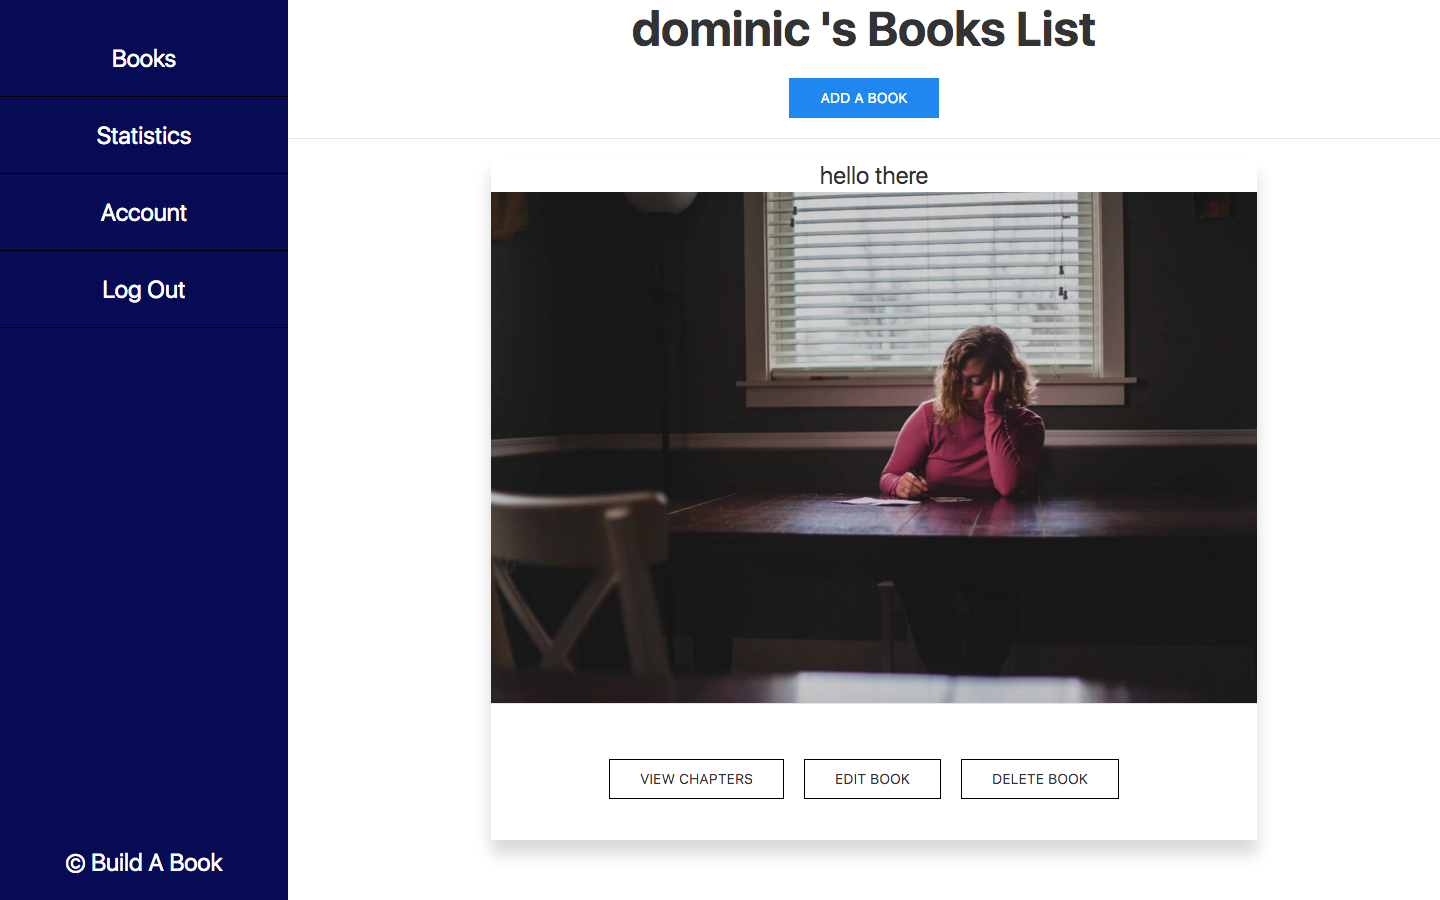 Books
Statistics
Account
Log Out
© Build A Book
dominic 's Books List
ADD A BOOK
hello there
VIEW CHAPTERS
EDIT BOOK
DELETE BOOK